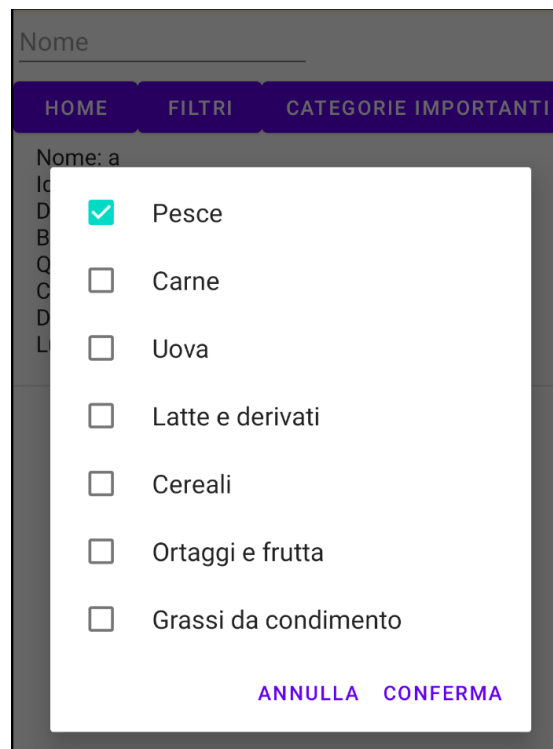 Nome
HOME FILTRI CATEGORIE IMPORTANTI
Nome: a
Pesce
Carne
Uova
Latte e derivati
Cereali
Ortaggi e frutta
Grassi da condimento
ANNULLA CONFERMA